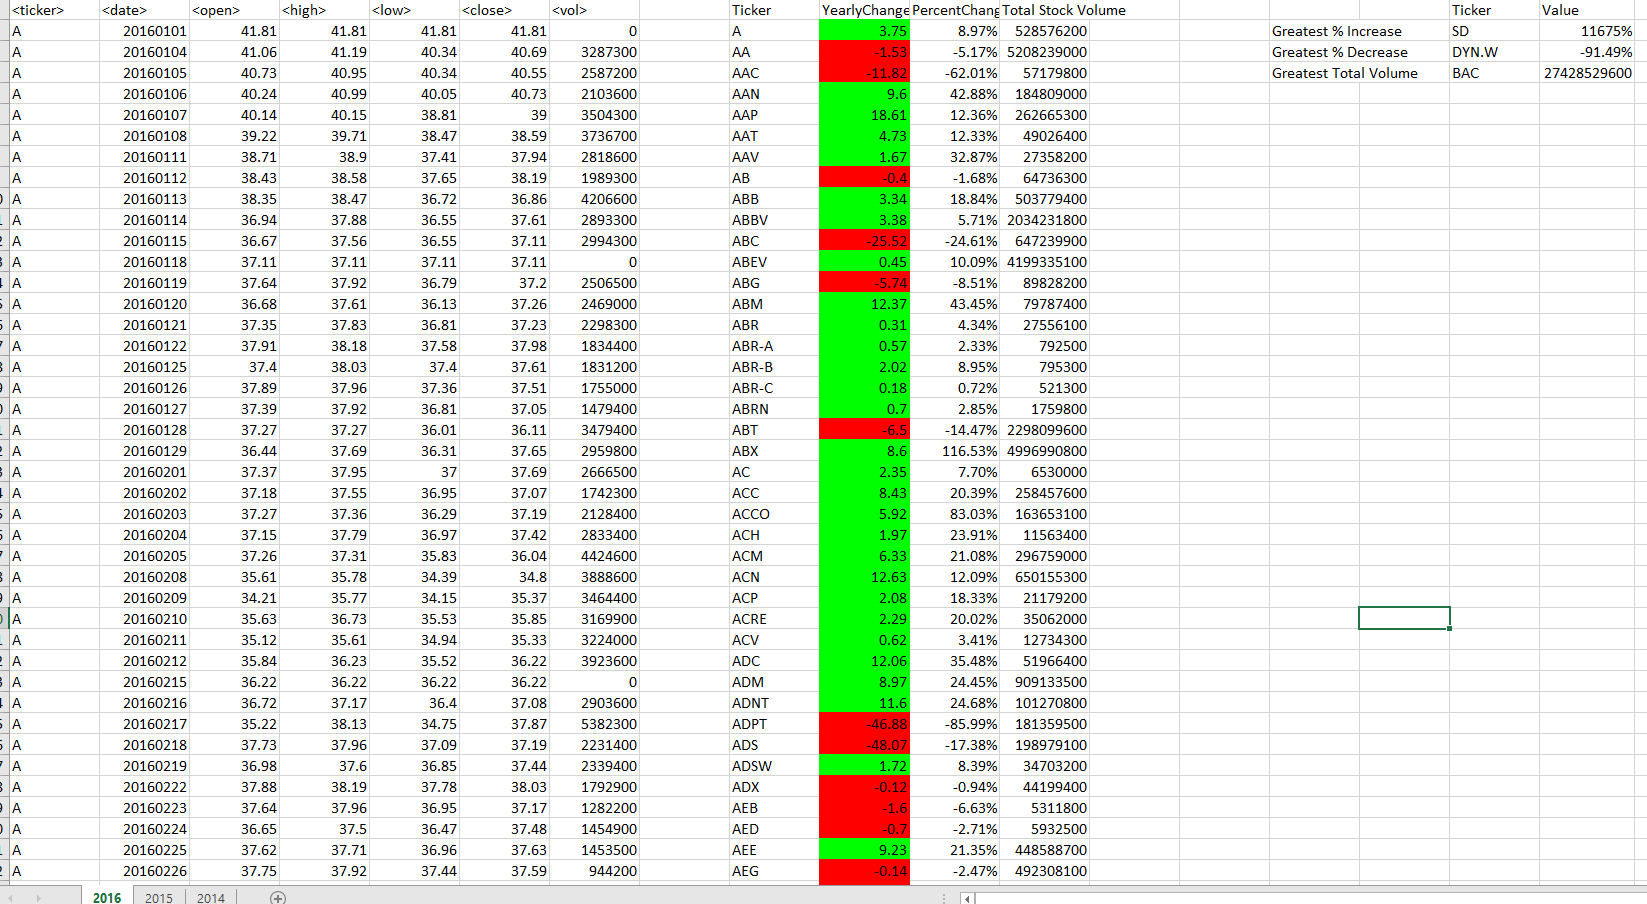 <ticker> <date> <open> <high> <low> <close> <vol> Ticker YearlyChange PercentChang Total Stock Volume Ticker Value
A 20160101 41.81 41.81 41.81 41.81 0 A 3.75 8.97% 528576200 Greatest % Increase SD 11675%
A 20160104 41.06 41.19 40.34 40.69 3287300 AA -1.53 -5.17% 5208239000 Greatest % Decrease DYN.W -91.49%
A 20160105 40.73 40.95 40.34 40.55 2587200 AAC -11.82 -62.01% 57179800 Greatest Total Volume BAC 27428529600
A 20160106 40.24 40.99 40.05 40.73 2103600 AAN 9.6 42.88% 184809000
A 20160107 40.14 40.15 38.81 39 3504300 AAP 18.61 12.36% 262665300
A 20160108 39.22 39.71 38.47 38.59 3736700 AAT 4.73 12.33% 49026400
A 20160111 38.71 38.9 37.41 37.94 2818600 AAV 1.67 32.87% 27358200
A 20160112 38.43 38.58 37.65 38.19 1989300 AB -0.4 -1.68% 64736300
A 20160113 38.35 38.47 36.72 36.86 4206600 ABB 3.34 18.84% 503779400
A 20160114 36.94 37.88 36.55 37.61 2893300 ABBV 3.38 5.71% 2034231800
A 20160115 36.67 37.56 36.55 37.11 2994300 ABC -25.52 -24.61% 647239900
A 20160118 37.11 37.11 37.11 37.11 0 ABEV 0.45 10.09% 4199335100
A 20160119 37.64 37.92 36.79 37.2 2506500 ABG -5.74 -8.51% 89828200
A 20160120 36.68 37.61 36.13 37.26 2469000 ABM 12.37 43.45% 79787400
A 20160121 37.35 37.83 36.81 37.23 2298300 ABR 0.31 4.34% 27556100
A 20160122 37.91 38.18 37.58 37.98 1834400 ABR-A 0.57 2.33% 792500
A 20160125 37.4 38.03 37.4 37.61 1831200 ABR-B 2.02 8.95% 795300
A 20160126 37.89 37.96 37.36 37.51 1755000 ABR-C 0.18 0.72% 521300
A 20160127 37.39 37.92 36.81 37.05 1479400 ABRN 0.7 2.85% 1759800
A 20160128 37.27 37.27 36.01 36.11 3479400 ABT -6.5 -14.47% 2298099600
A 20160129 36.44 37.69 36.31 37.65 2959800 ABX 8.6 116.53% 4996990800
A 20160201 37.37 37.95 37 37.69 2666500 AC 2.35 7.70% 6530000
A 20160202 37.18 37.55 36.95 37.07 1742300 ACC 8.43 20.39% 258457600
A 20160203 37.27 37.36 36.29 37.19 2128400 ACCO 5.92 83.03% 163653100
A 20160204 37.15 37.79 36.97 37.42 2833400 ACH 1.97 23.91% 11563400
A 20160205 37.26 37.31 35.83 36.04 4424600 ACM 6.33 21.08% 296759000
A 20160208 35.61 35.78 34.39 34.8 3888600 ACN 12.63 12.09% 650155300
A 20160209 34.21 35.77 34.15 35.37 3464400 ACP 2.08 18.33% 21179200
A 20160210 35.63 36.73 35.53 35.85 3169900 ACRE 2.29 20.02% 35062000
A 20160211 35.12 35.61 34.94 35.33 3224000 ACV 0.62 3.41% 12734300
A 20160212 35.84 36.23 35.52 36.22 3923600 ADC 12.06 35.48% 51966400
A 20160215 36.22 36.22 36.22 36.22 0 ADM 8.97 24.45% 909133500
A 20160216 36.72 37.17 36.4 37.08 2903600 ADNT 11.6 24.68% 101270800
A 20160217 35.22 38.13 34.75 37.87 5382300 ADPT -46.88 -85.99% 181359500
A 20160218 37.73 37.96 37.09 37.19 2231400 ADS -48.07 -17.38% 198979100
A 20160219 36.98 37.6 36.85 37.44 2339400 ADSW 1.72 8.39% 34703200
A 20160222 37.88 38.19 37.78 38.03 1792900 ADX -0.12 -0.94% 44199400
A 20160223 37.64 37.96 36.95 37.17 1282200 AEB -1.6 -6.63% 5311800
A 20160224 36.65 37.5 36.47 37.48 1454900 AED -0.7 -2.71% 5932500
A 20160225 37.62 37.71 36.96 37.63 1453500 AEE 9.23 21.35% 448588700
A 20160226 37.75 37.92 37.44 37.59 944200 AEG -0.14 -2.47% 492308100
2016 2015 2014